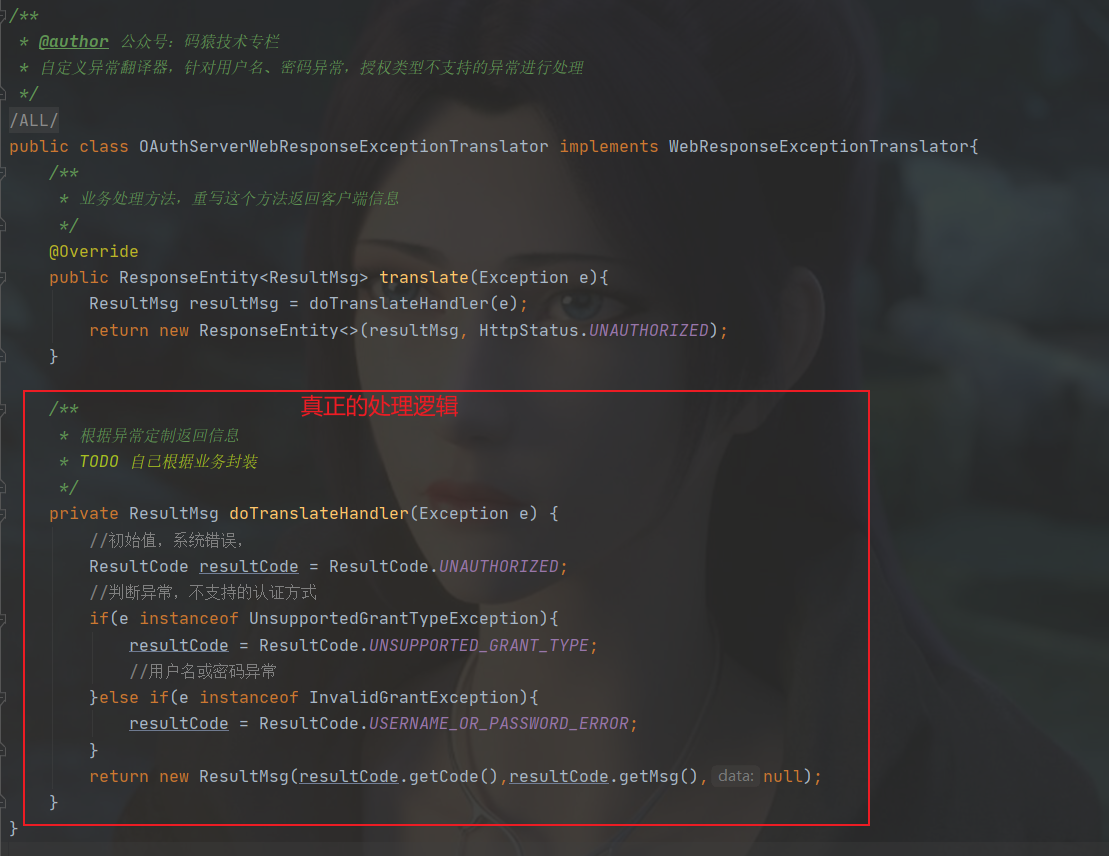 /**
* @author 公众号：码猿技术专栏
* 自定义异常翻译器，针对用户名、密码异常，授权类型不支持的异常进行处理
*/
/ALL/
public class OAuthServerWebResponseExceptionTranslator implements WebResponseExceptionTranslator{
/**
* 业务处理方法，重写这个方法返回客户端信息
*/
@Override
public ResponseEntity<ResultMsg> translate(Exception e){
ResultMsg resultMsg = doTranslateHandler(e);
return new ResponseEntity<>(resultMsg, HttpStatus.UNAUTHORIZED);
}
真正的处理逻辑
/**
* 根据异常定制返回信息
* TODO 自己根据业务封装
*/
private ResultMsg doTranslateHandler(Exception e) {
//初始值，系统错误，
ResultCode resultCode = ResultCode.UNAUTHORIZED;
//判断异常，不支持的认证方式
if(e instanceof UnsupportedGrantTypeException){
resultCode = ResultCode.UNSUPPORTED_GRANT_TYPE;
//用户名或密码异常
}else if(e instanceof InvalidGrantException){
resultCode = ResultCode.USERNAME_OR_PASSWORD_ERROR;
}
return new ResultMsg(resultCode.getCode(),resultCode.getMsg(), data: null);
}
}